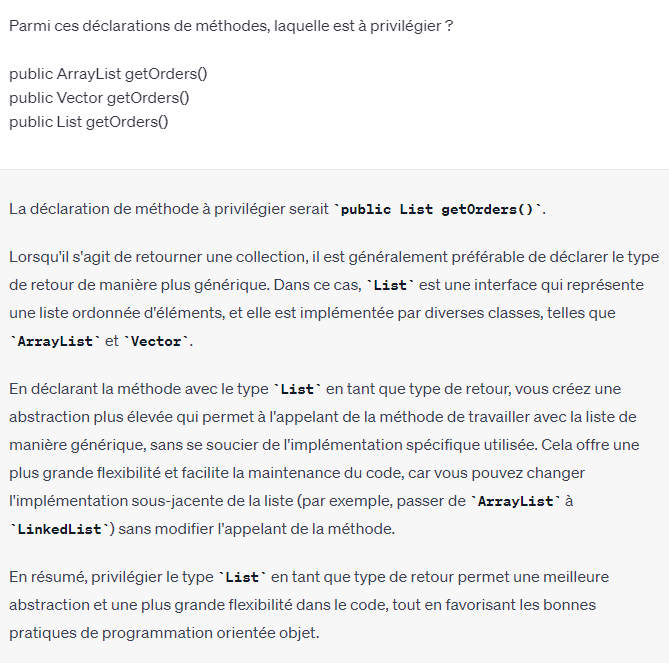 Parmi ces déclarations de méthodes, laquelle est à privilégier ?
public ArrayList getOrders()
public Vector getOrders()
public List getOrders()
La déclaration de méthode à privilégier serait `public List getOrders()`.
Lorsqu'il s'agit de retourner une collection, il est généralement préférable de déclarer le type
de retour de manière plus générique. Dans ce cas, `List` est une interface qui représente
une liste ordonnée d'éléments, et elle est implémentée par diverses classes, telles que
`ArrayList` et `Vector`.
En déclarant la méthode avec le type `List` en tant que type de retour, vous créez une
abstraction plus élevée qui permet à l'appelant de la méthode de travailler avec la liste de
manière générique, sans se soucier de l'implémentation spécifique utilisée. Cela offre une
plus grande flexibilité et facilite la maintenance du code, car vous pouvez changer
l'implémentation sous-jacente de la liste (par exemple, passer de `ArrayList` à
`LinkedList`) sans modifier l'appelant de la méthode.
En résumé, privilégier le type `List` en tant que type de retour permet une meilleure
abstraction et une plus grande flexibilité dans le code, tout en favorisant les bonnes
pratiques de programmation orientée objet.